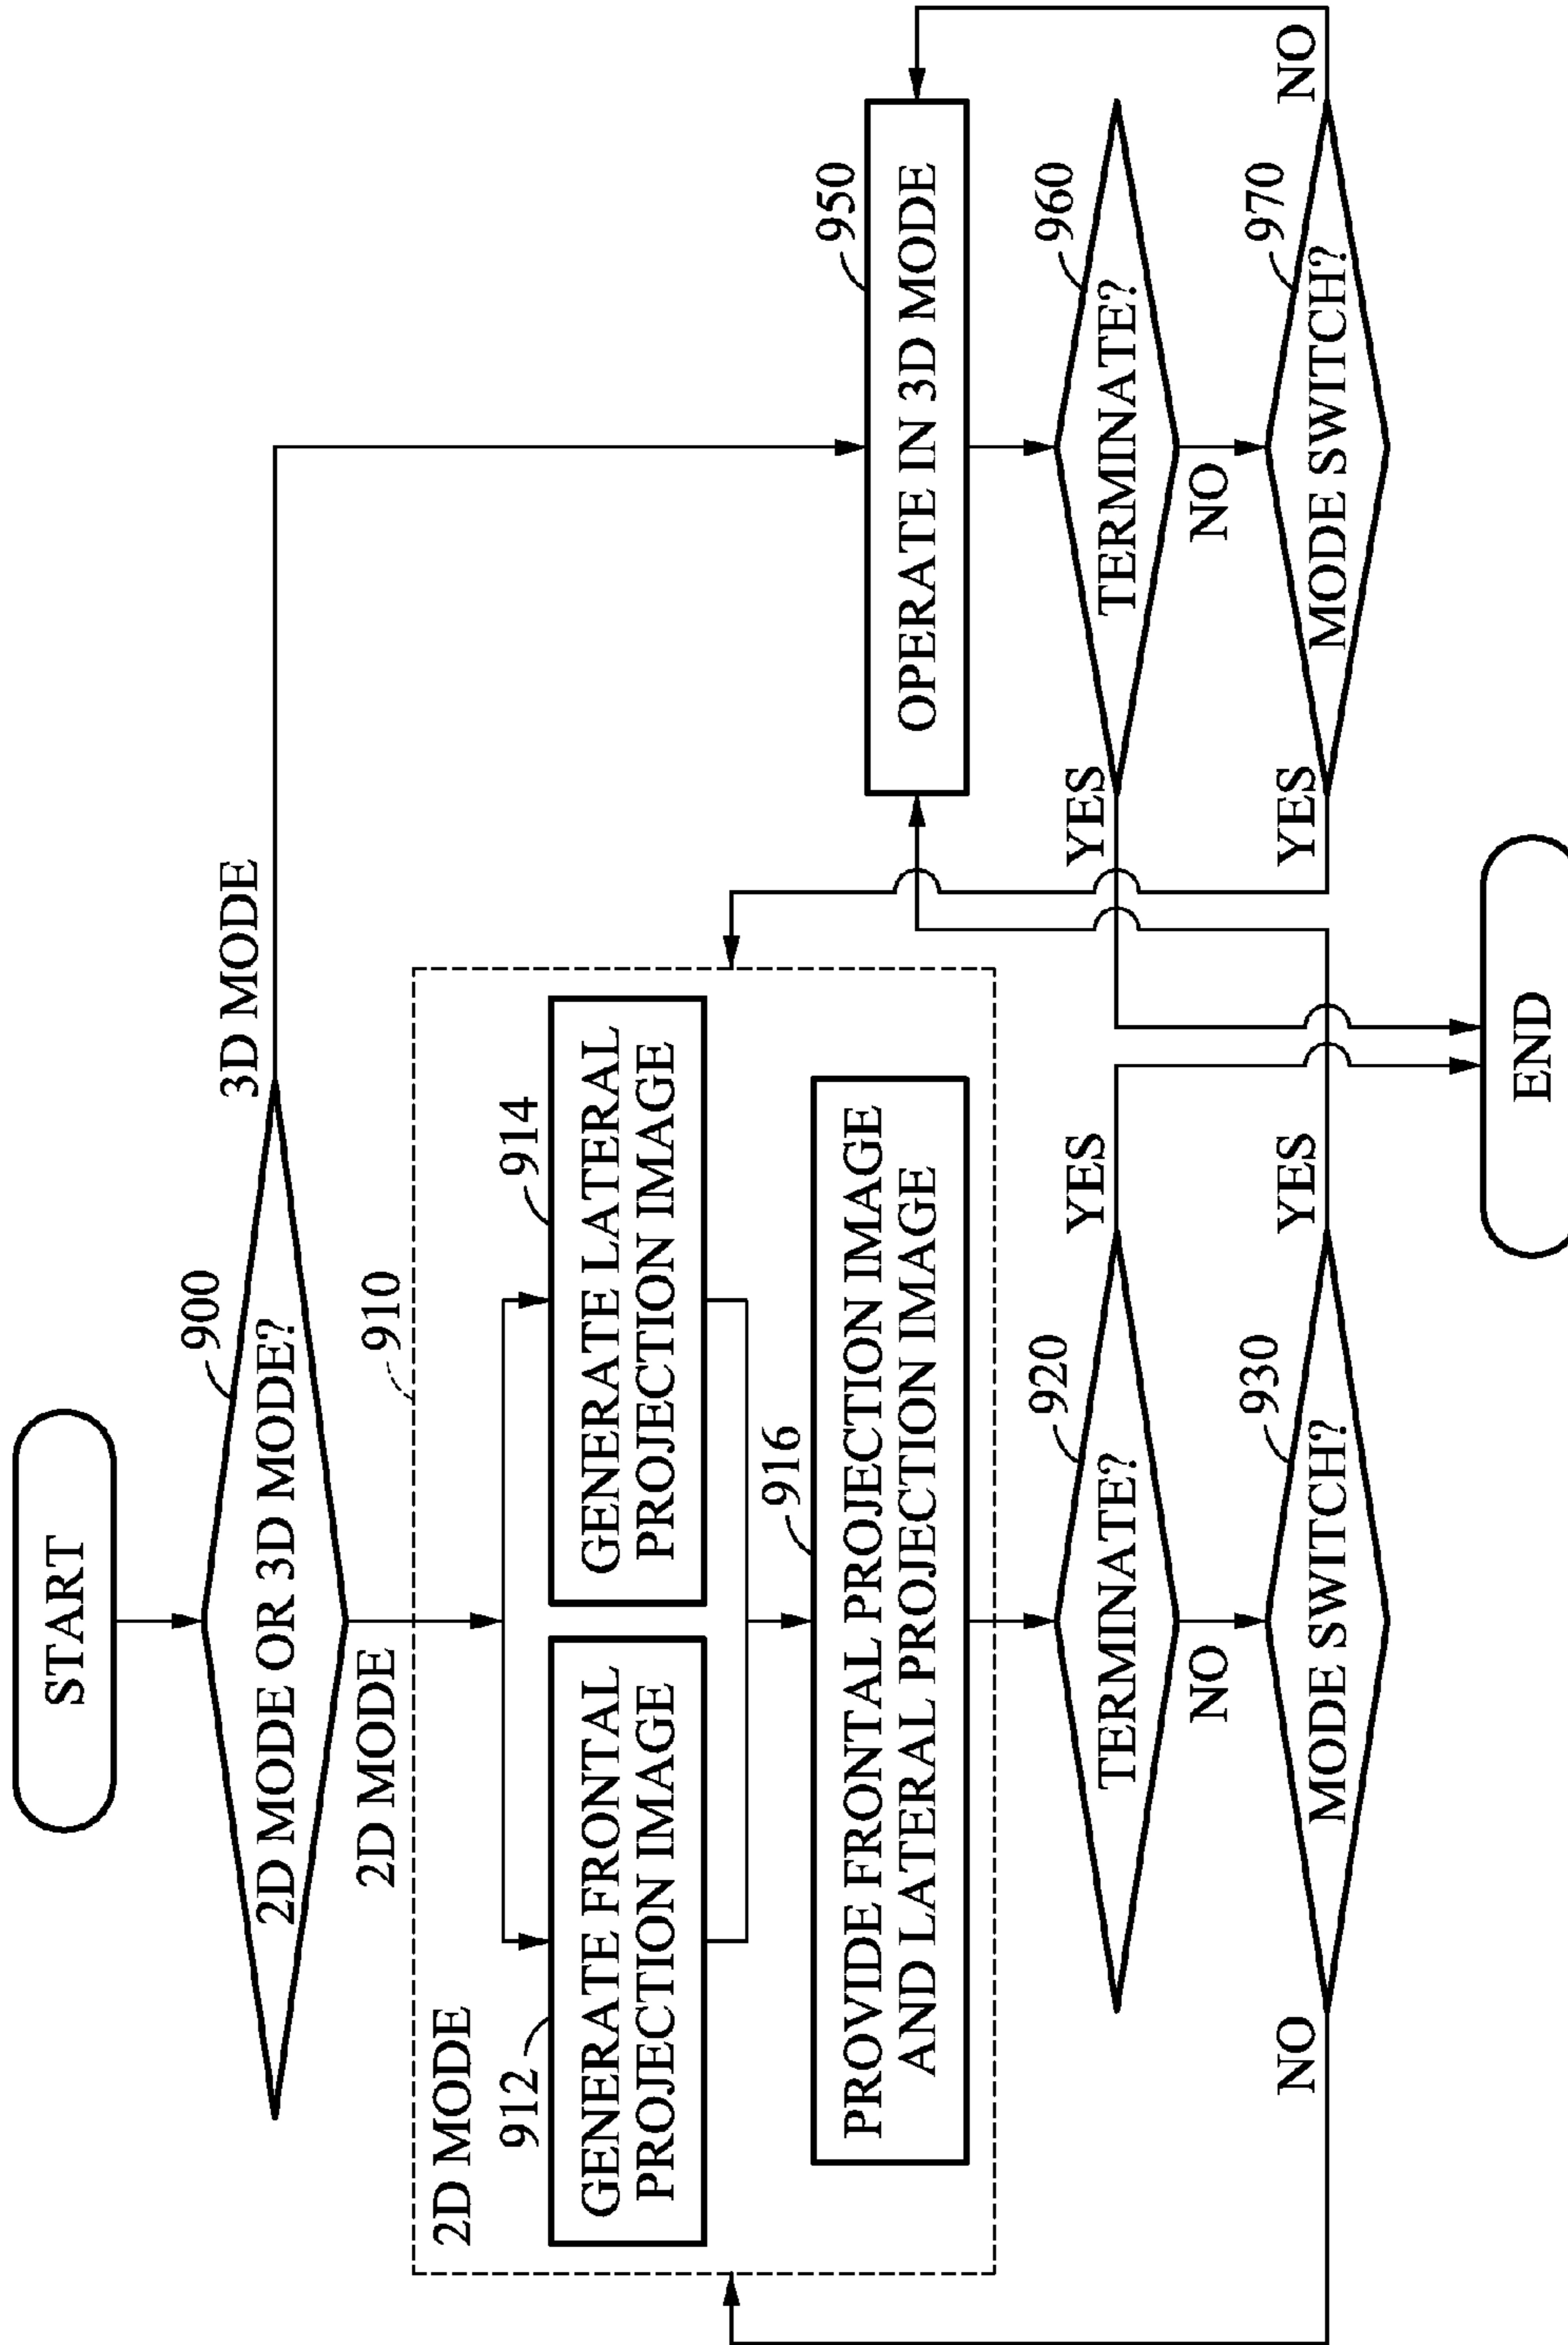 START
900
2D MODE OR 3D MODE?
3D MODE
2D MODE
910
2D MODE
912
GENERATE FRONTAL
PROJECTION IMAGE
914
GENERATE LATERAL
PROJECTION IMAGE
916
PROVIDE FRONTAL PROJECTION IMAGE
AND LATERAL PROJECTION IMAGE
920
TERMINATE?
YES
NO
930
MODE SWITCH?
NO
YES
950
OPERATE IN 3D MODE
960
TERMINATE?
YES
NO
970
MODE SWITCH?
YES
NO
END